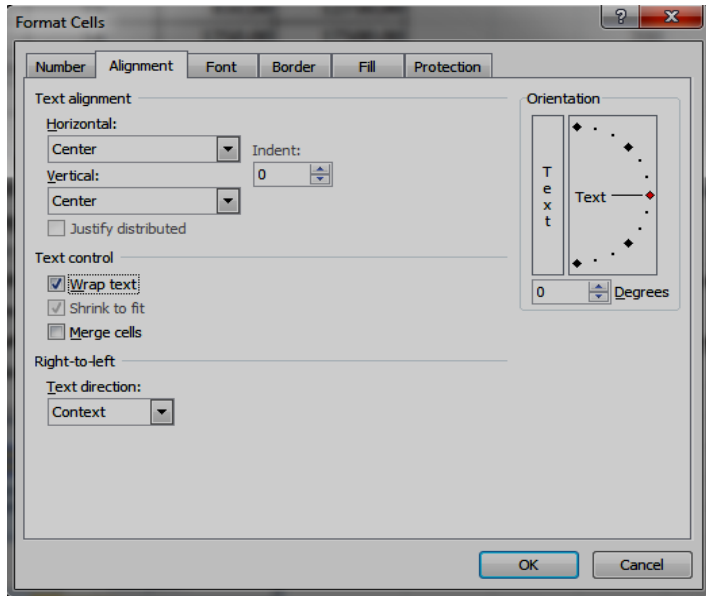 Format Cells
?
Number Alignment Font Border Fill Protection
Text alignment
Horizontal:
Center
Indent:
0
Vertical:
Center
Justify distributed
Text control
Wrap text
Shrink to fit
Merge cells
Right-to-left
Text direction:
Context
Orientation
T
e
x
t
Text
0 Degrees
OK Cancel